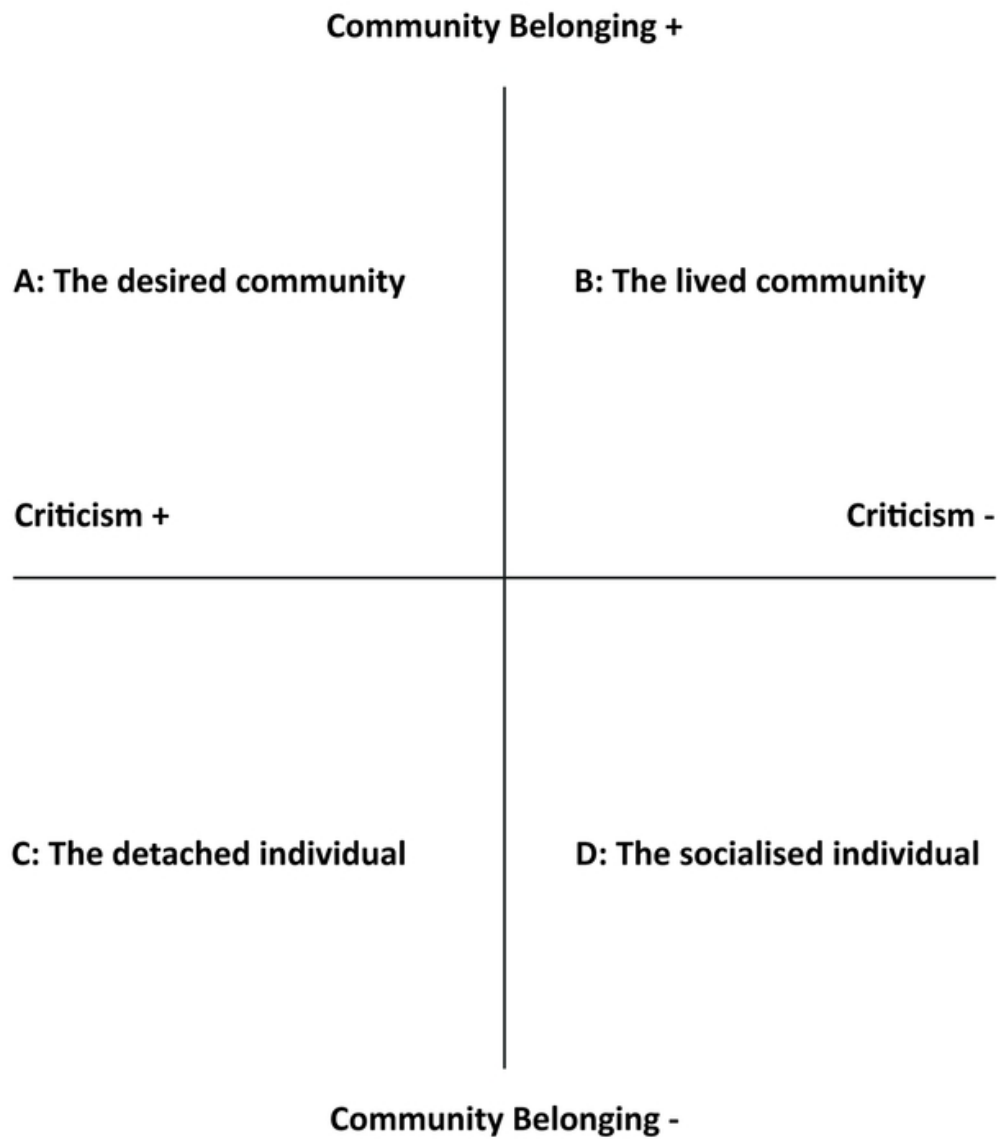 Community Belonging +
A: The desired community
B: The lived community
Criticism +
Criticism -
C: The detached individual
D: The socialised individual
Community Belonging -